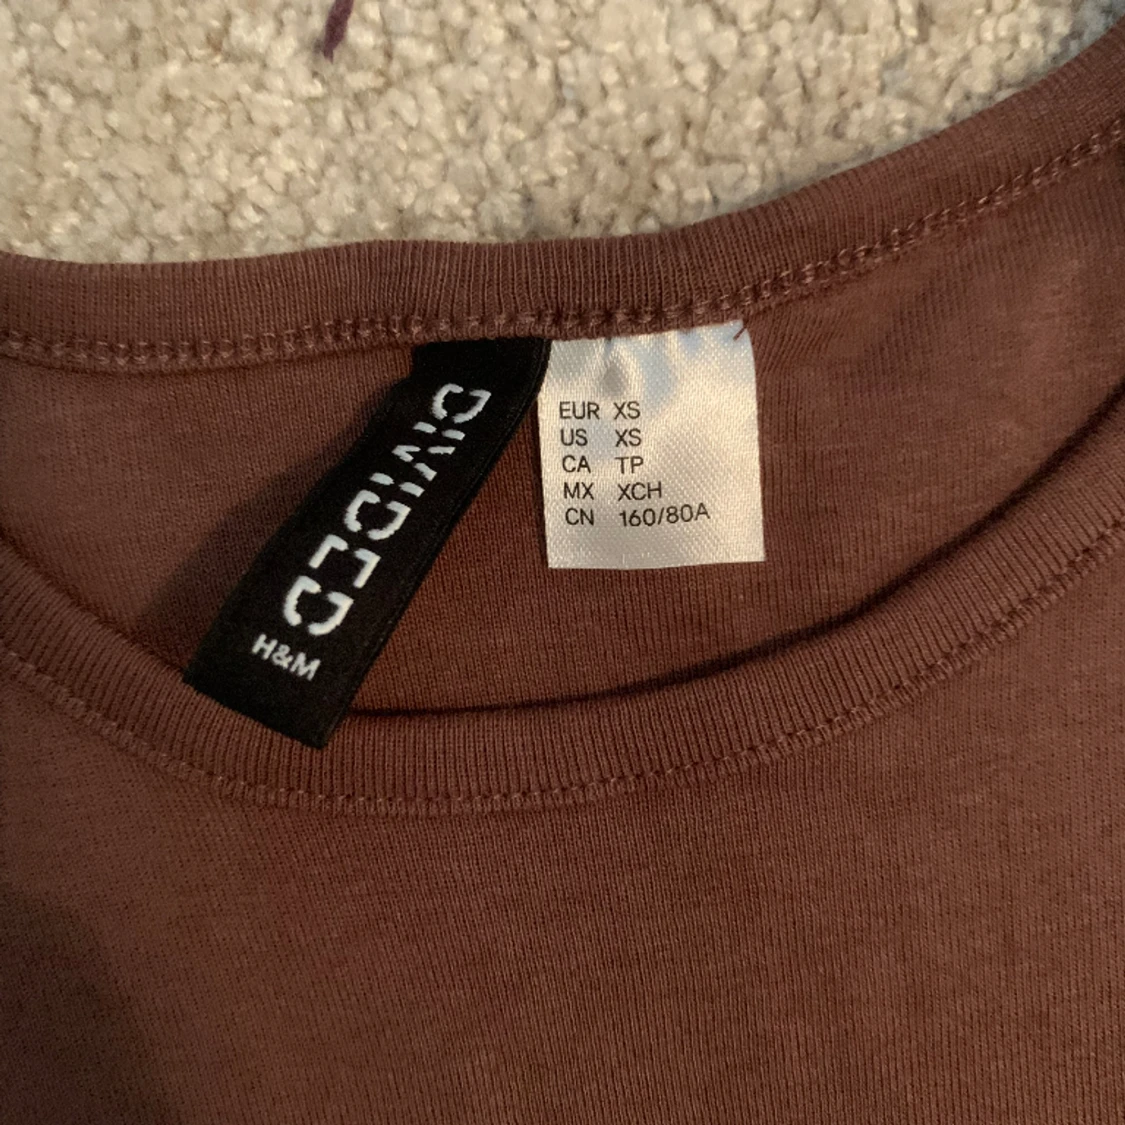 DIVIDED
H&M
EUR XS
US XS
CA TP
MX XCH
CN 160/80A